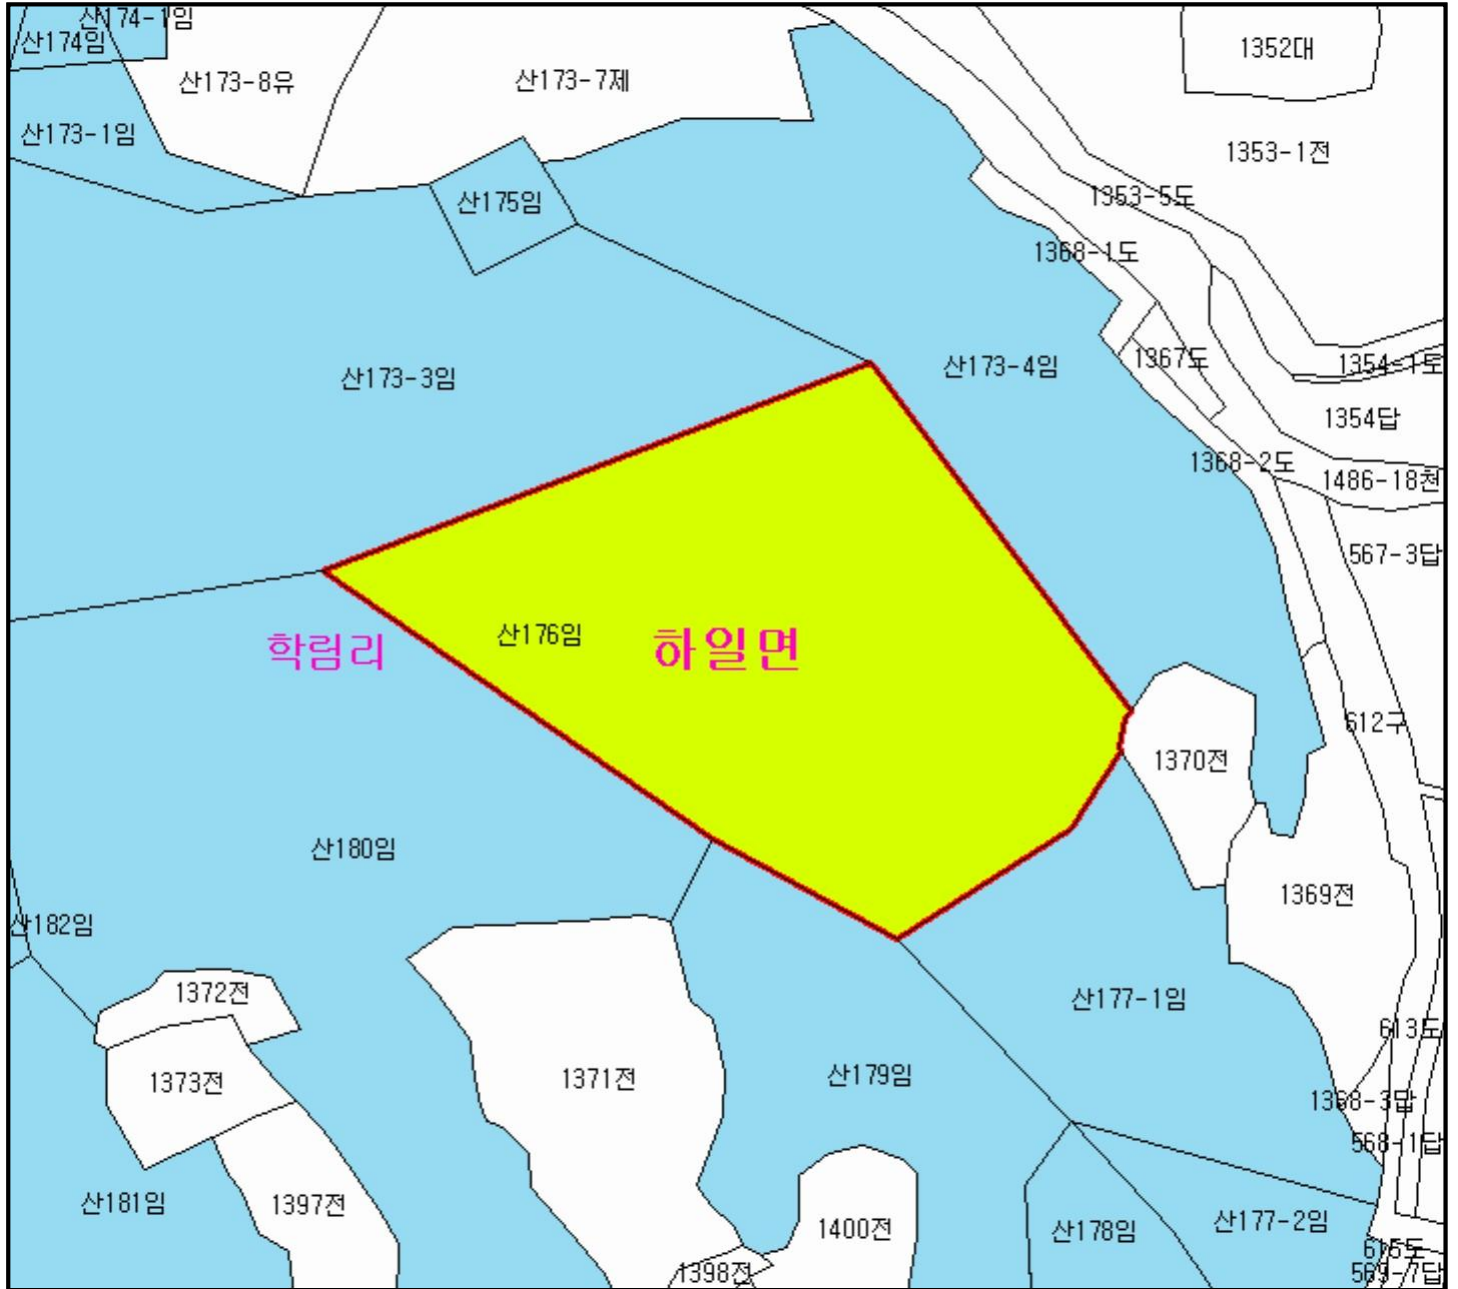 산174-1임
산174임
1352대
산173-8유
산173-7제
산173-1임
1353-1전
산175임
1353-5도
1368-1도
산173-3임
산173-4임
1367도
1354-1도
1354답
1368-2도
1486-18천
567-3답
산176임
하일면
학림리
612구
1370전
산180임
1369전
산182임
1372전
산177-1임
613도
1373전
1371전
산179임
1368-3답
568-1답
산181임
1397전
1400전
산178임
산177-2임
615도
1398전
569-7답